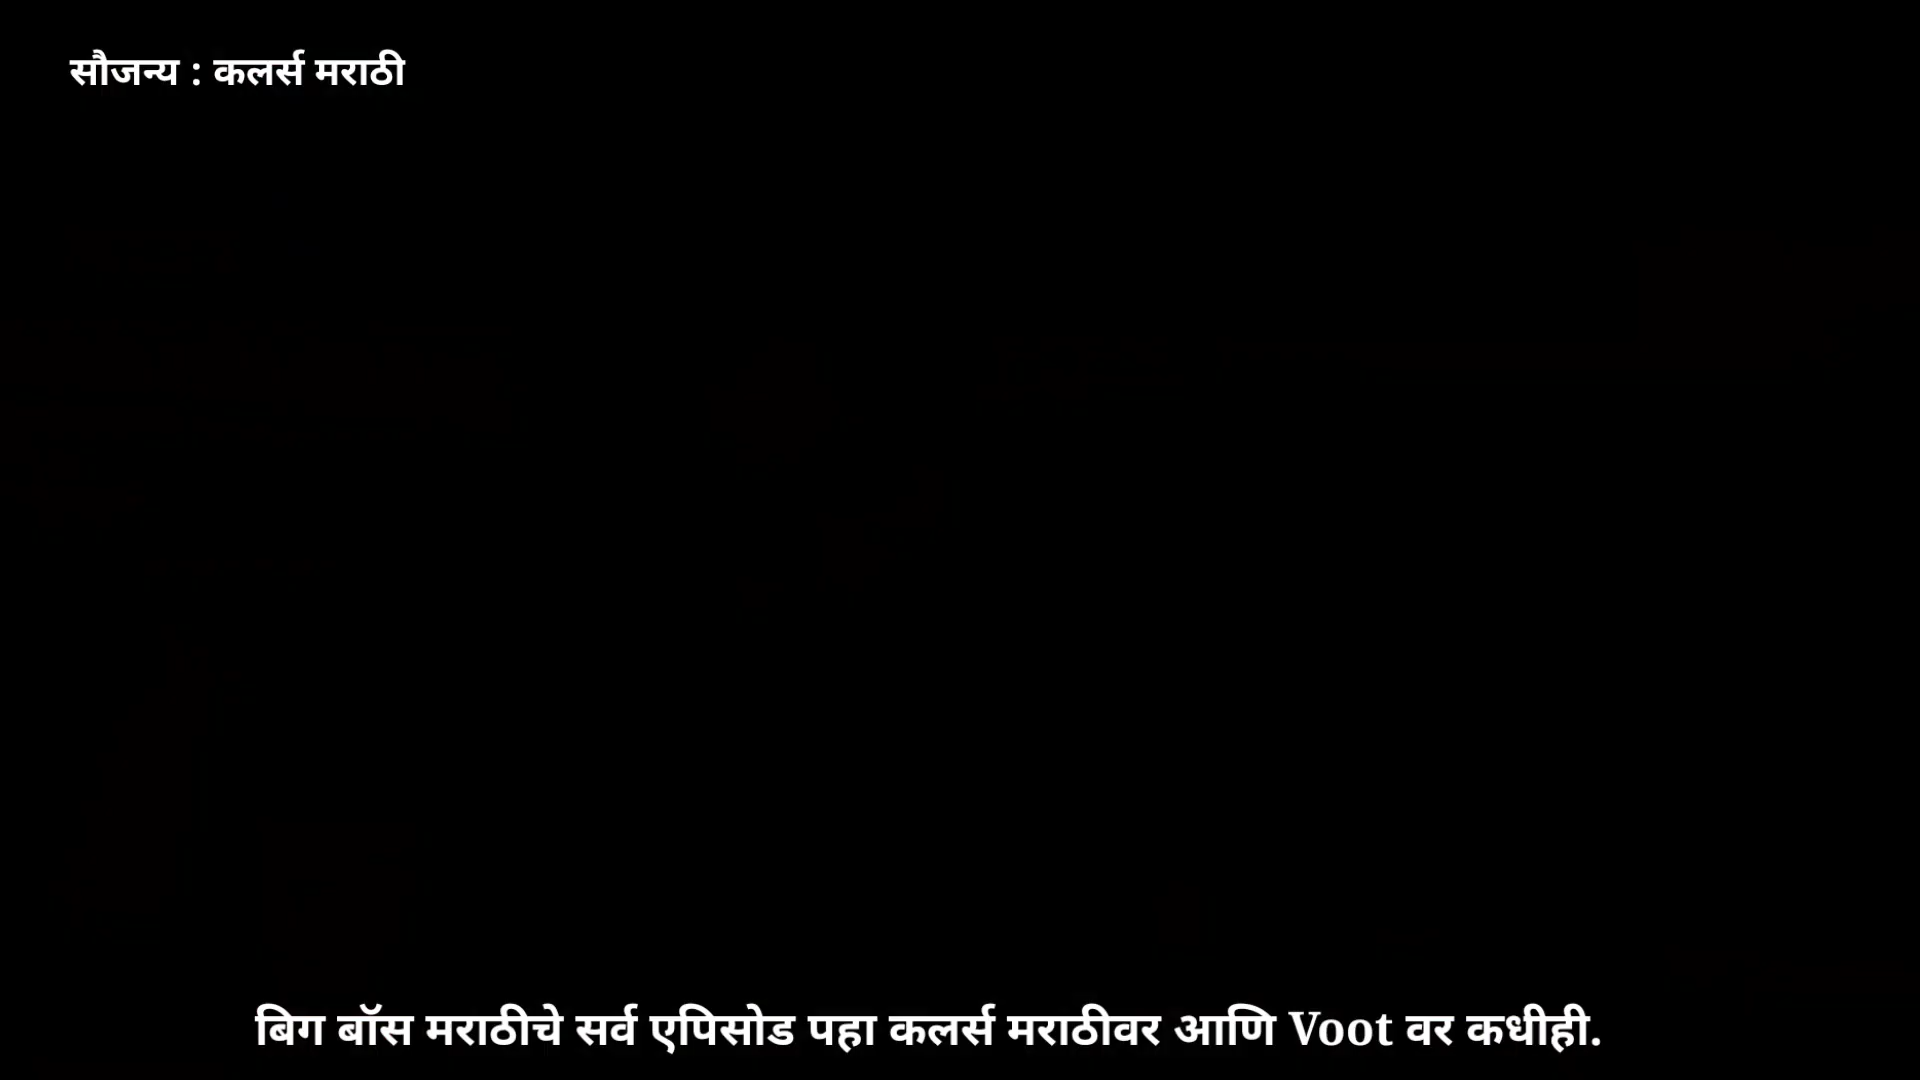 सौजन्य : कलर्स मराठी
बिग बॉस मराठीचे सर्व एपिसोड पहा कलर्स मराठीवर आणि Voot वर कधीही.